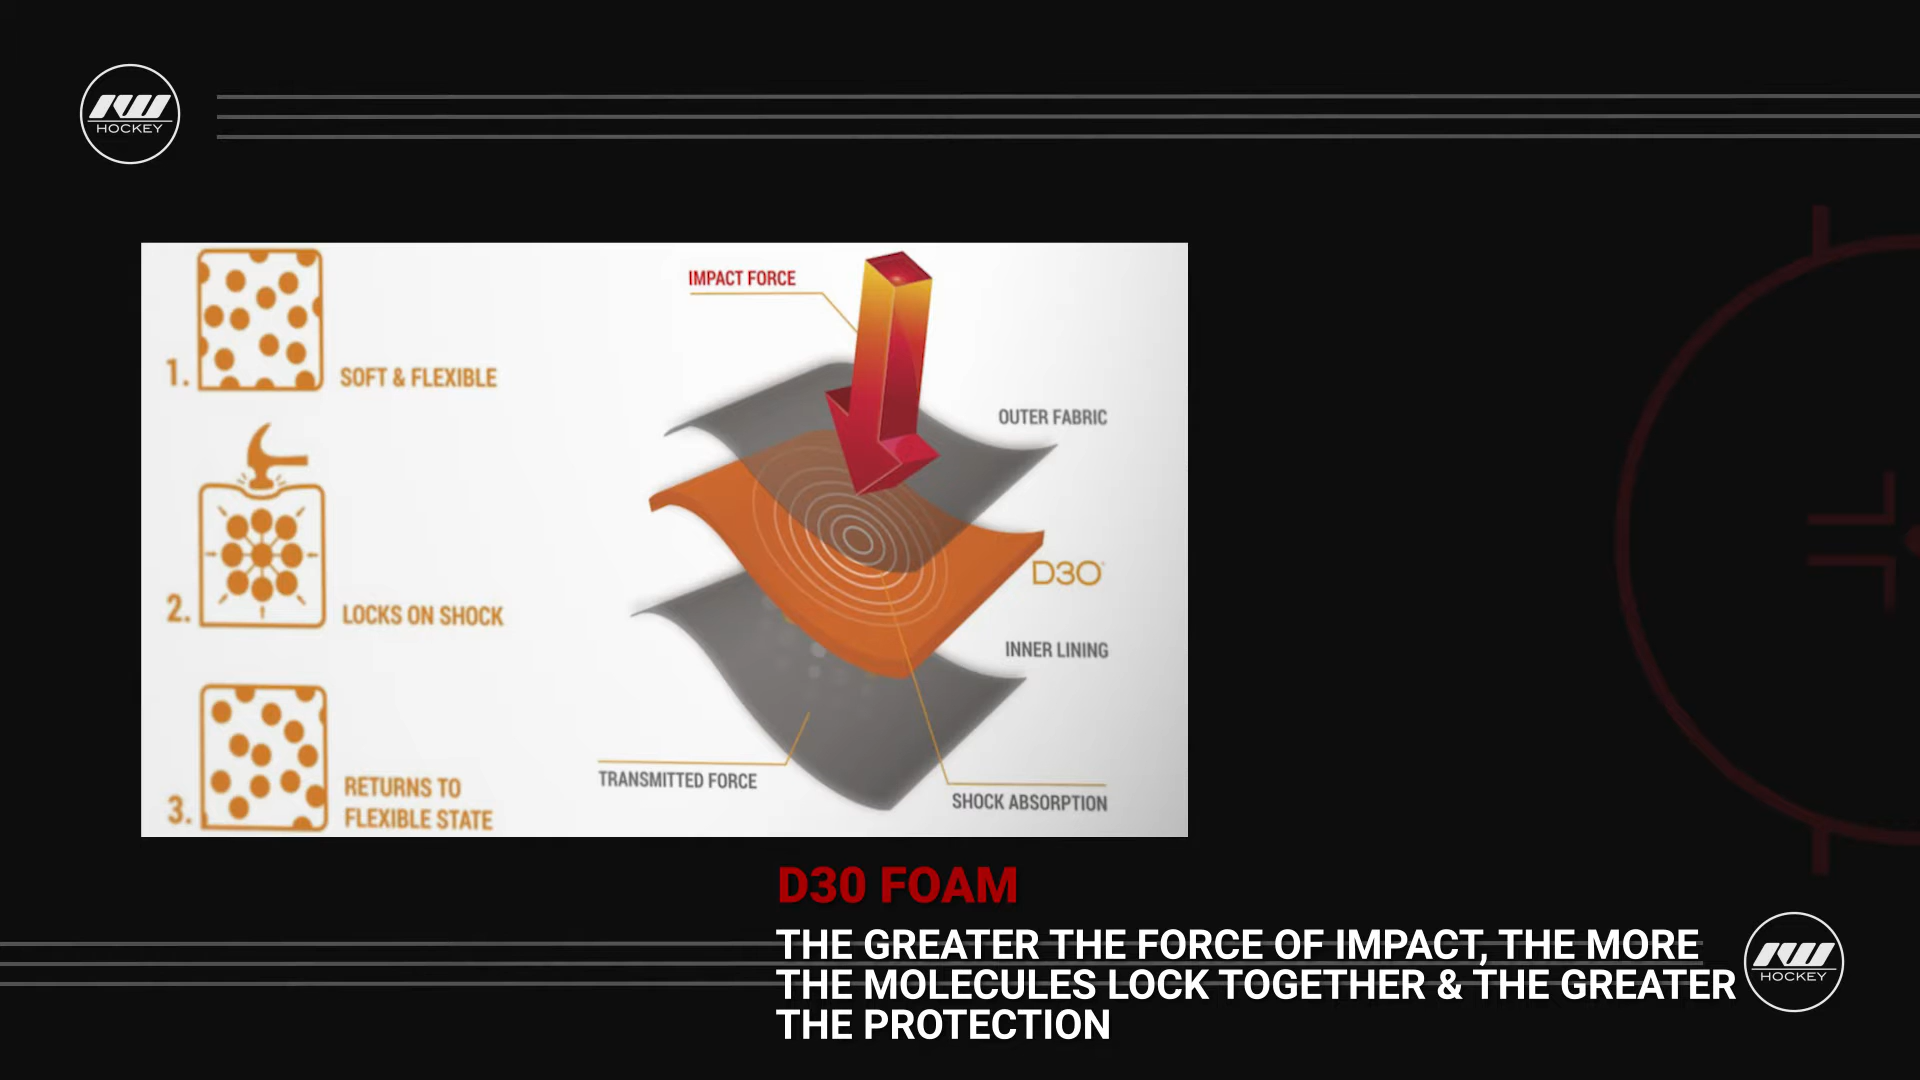 HOCKEY
1.
SOFT & FLEXIBLE
2.
LOCKS ON SHOCK
3.
RETURNS TO
FLEXIBLE STATE
IMPACT FORCE
OUTER FABRIC
D3O
INNER LINING
TRANSMITTED FORCE
SHOCK ABSORPTION
D30 FOAM
THE GREATER THE FORCE OF IMPACT, THE MORE
THE MOLECULES LOCK TOGETHER & THE GREATER
THE PROTECTION
HOCKEY